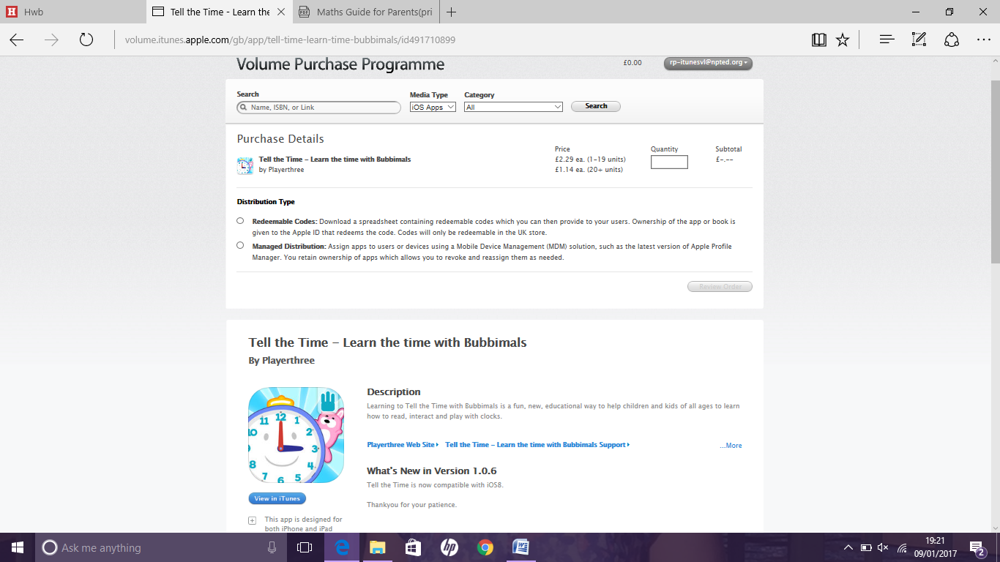 Hwb
Tell the Time - Learn the
Maths Guide for Parents(pri
volume.itunes.apple.com/gb/app/tell-time-learn-time-bubbimals/id491710899
Volume Purchase Programme
£0.00
rp-itunesvl@npted.org
Search
Media Type
Category
Name, ISBN, or Link
iOS Apps
All
Search
Purchase Details
Tell the Time – Learn the time with Bubbimals
by Playerthree
Price
£2.29 ea. (1-19 units)
£1.14 ea. (20+ units)
Quantity
Subtotal
£-.--
Distribution Type
Redeemable Codes: Download a spreadsheet containing redeemable codes which you can then provide to your users. Ownership of the app or book is
given to the Apple ID that redeems the code. Codes will only be redeemable in the UK store.
Managed Distribution: Assign apps to users or devices using a Mobile Device Management (MDM) solution, such as the latest version of Apple Profile
Manager. You retain ownership of apps which allows you to revoke and reassign them as needed.
Review Order
Tell the Time – Learn the time with Bubbimals
By Playerthree
12
1
2
3
4
5
6
7
8
10
11
View in iTunes
This app is designed for
both iPhone and iPad
Description
Learning to Tell the Time with Bubbimals is a fun, new, educational way to help children and kids of all ages to learn
how to read, interact and play with clocks.
Playerthree Web Site
Tell the Time – Learn the time with Bubbimals Support
...More
What's New in Version 1.0.6
Tell the Time is now compatible with iOS8.
Thankyou for your patience.
Ask me anything
19:21
09/01/2017
2